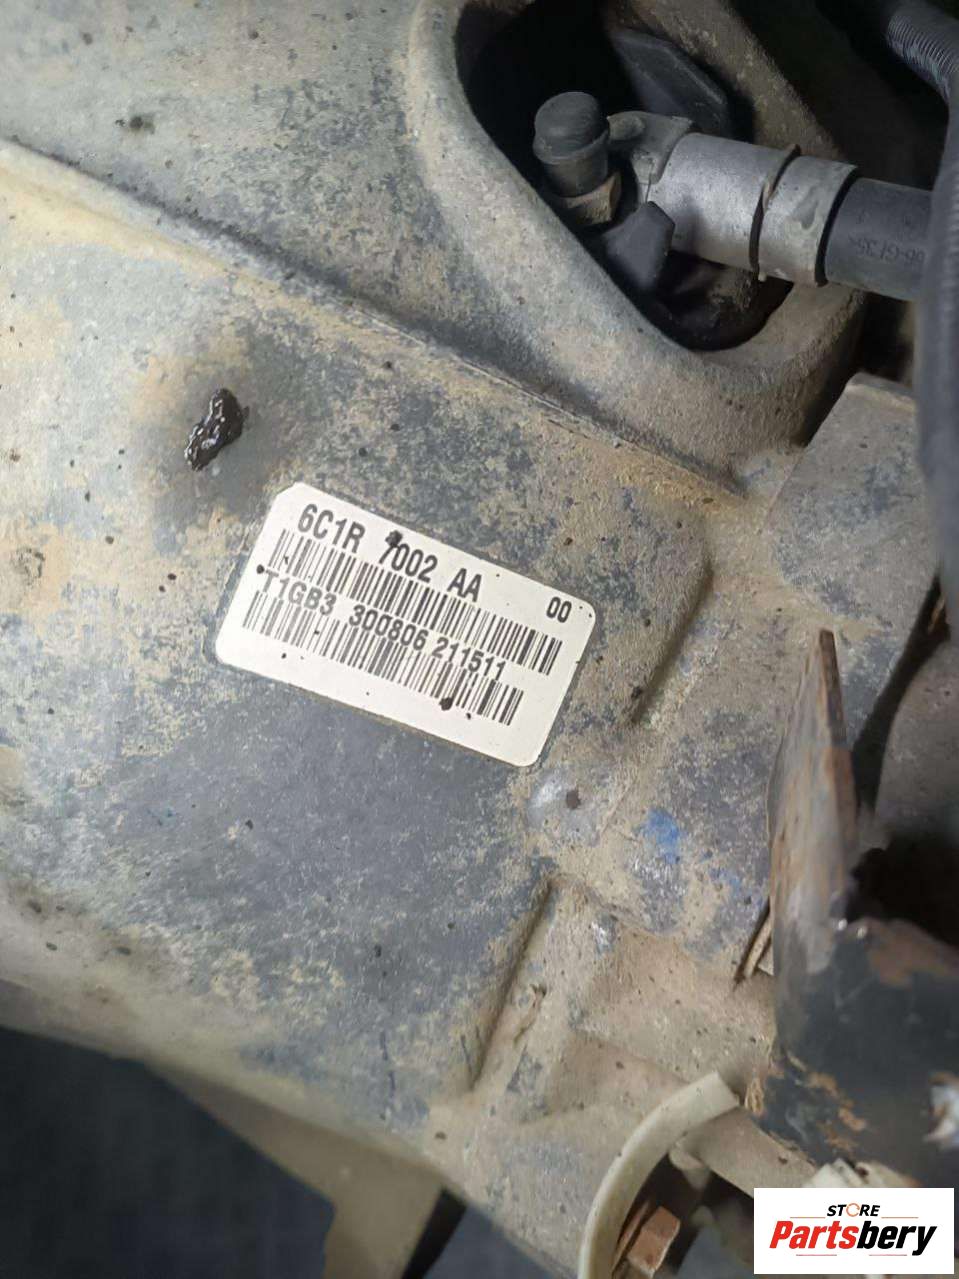 6C1R 7002 AA 00
T1GB3 300806 211511
STORE
Partsbery